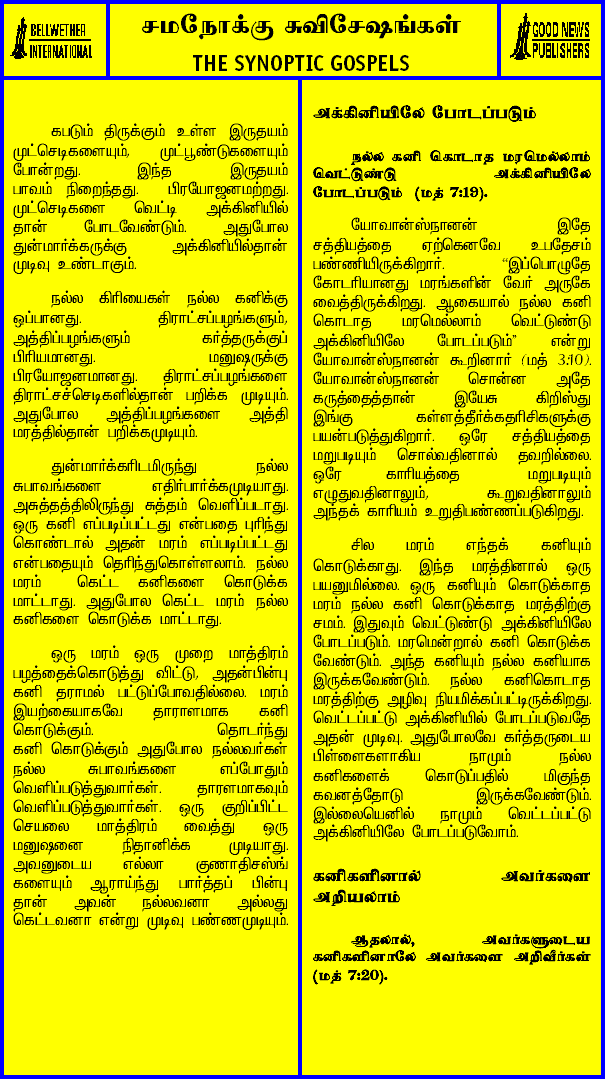 BELLWETHER
INTERNATIONAL
சமநோக்கு சுவிசேஷங்கள்
THE SYNOPTIC GOSPELS
GOOD NEWS
PUBLISHERS
கபடும் திருக்கும் உள்ள இருதயம்
முட்செடிகளையும், முட்பூண்டுகளையும்
போன்றது. இந்த இருதயம்
பாவம் நிறைந்தது. பிரயோஜனமற்றது.
முட்செடிகளை வெட்டி அக்கினியில்
தான் போடவேண்டும். அதுபோல
துன்மார்க்கருக்கு அக்கினியில்தான்
முடிவு உண்டாகும்.
நல்ல கிரியைகள் நல்ல கனிக்கு
ஒப்பானது. திராட்சப்பழங்களும்,
அத்திப்பழங்களும் கர்த்தருக்குப்
பிரியமானது. மனுஷருக்கு
பிரயோஜனமானது. திராட்சப்பழங்களை
திராட்சச்செடிகளில்தான் பறிக்க முடியும்.
அதுபோல அத்திப்பழங்களை அத்தி
மரத்தில்தான் பறிக்கமுடியும்.
துன்மார்க்கரிடமிருந்து நல்ல
சுபாவங்களை எதிர்பார்க்கமுடியாது.
அசுத்தத்திலிருந்து சுத்தம் வெளிப்படாது.
ஒரு கனி எப்படிப்பட்டது என்பதை புரிந்து
கொண்டால் அதன் மரம் எப்படிப்பட்டது
என்பதையும் தெரிந்துகொள்ளலாம். நல்ல
மரம் கெட்ட கனிகளை கொடுக்க
மாட்டாது. அதுபோல கெட்ட மரம் நல்ல
கனிகளை கொடுக்க மாட்டாது.
ஒரு மரம் ஒரு முறை மாத்திரம்
பழத்தைக்கொடுத்து விட்டு, அதன்பின்பு
கனி தராமல் பட்டுப்போவதில்லை. மரம்
இயற்கையாகவே தாராளமாக கனி
கொடுக்கும். தொடர்ந்து
கனி கொடுக்கும் அதுபோல நல்லவர்கள்
நல்ல சுபாவங்களை எப்போதும்
வெளிப்படுத்துவார்கள். தாரளமாகவும்
வெளிப்படுத்துவார்கள். ஒரு குறிப்பிட்ட
செயலை மாத்திரம் வைத்து ஒரு
மனுஷனை நிதானிக்க முடியாது.
அவனுடைய எல்லா குணாதிசஸ்ங்
களையும் ஆராய்ந்து பார்த்தப் பின்பு
தான் அவன் நல்லவனா அல்லது
கெட்டவனா என்று முடிவு பண்ணமுடியும்.
அக்கினியிலே போடப்படும்
நல்ல கனி கொடாத மரமெல்லாம்
வெட்டுண்டு அக்கினியிலே
போடப்படும் (மத் 7:19).
யோவான்ஸ்நானன் இதே
சத்தியத்தை ஏற்கெனவே உபதேசம்
பண்ணியிருக்கிறார். "இப்பொழுதே
கோடரியானது மரங்களின் வேர் அருகே
வைத்திருக்கிறது. ஆகையால் நல்ல கனி
கொடாத மரமெல்லாம் வெட்டுண்டு
அக்கினியிலே போடப்படும்" என்று
யோவான்ஸ்நானன் கூறினார் (மத் 3:10).
யோவான்ஸ்நானன் சொன்ன அதே
கருத்தைத்தான் இயேசு கிறிஸ்து
இங்கு கள்ளத்தீர்க்கதரிசிகளுக்கு
பயன்படுத்துகிறார். ஒரே சத்தியத்தை
மறுபடியும் சொல்வதினால் தவறில்லை.
ஒரே காரியத்தை மறுபடியும்
எழுதுவதினாலும், கூறுவதினாலும்
அந்தக் காரியம் உறுதிபண்ணப்படுகிறது.
சில மரம் எந்தக் கனியும்
கொடுக்காது. இந்த மரத்தினால் ஒரு
பயனுமில்லை. ஒரு கனியும் கொடுக்காத
மரம் நல்ல கனி கொடுக்காத மரத்திற்கு
சமம். இதுவும் வெட்டுண்டு அக்கினியிலே
போடப்படும். மரமென்றால் கனி கொடுக்க
வேண்டும். அந்த கனியும் நல்ல கனியாக
இருக்கவேண்டும். நல்ல கனிகொடாத
மரத்திற்கு அழிவு நியமிக்கப்பட்டிருக்கிறது.
வெட்டப்பட்டு அக்கினியில் போடப்படுவதே
அதன் முடிவு. அதுபோலவே கர்த்தருடைய
பிள்ளைகளாகிய நாமும் நல்ல
கனிகளைக் கொடுப்பதில் மிகுந்த
கவனத்தோடு இருக்கவேண்டும்.
இல்லையெனில் நாமும் வெட்டப்பட்டு
அக்கினியிலே போடப்படுவோம்.
கனிகளினால் அவர்களை
அறியலாம்
ஆதலால், அவர்களுடைய
கனிகளினாலே அவர்களை அறிவீர்கள்
(மத் 7:20).